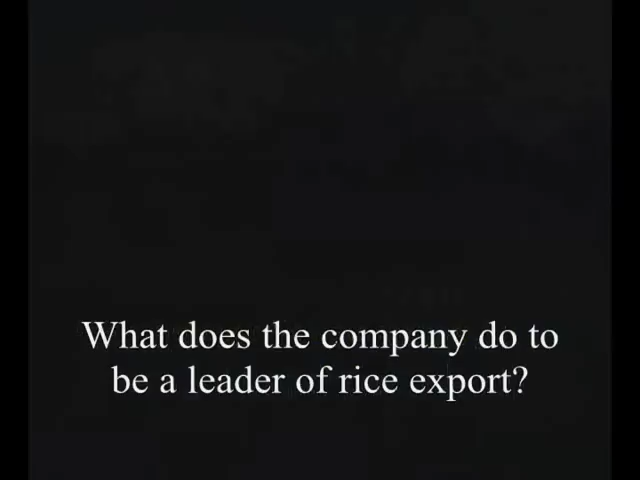 What does the company do to
be a leader of rice export?